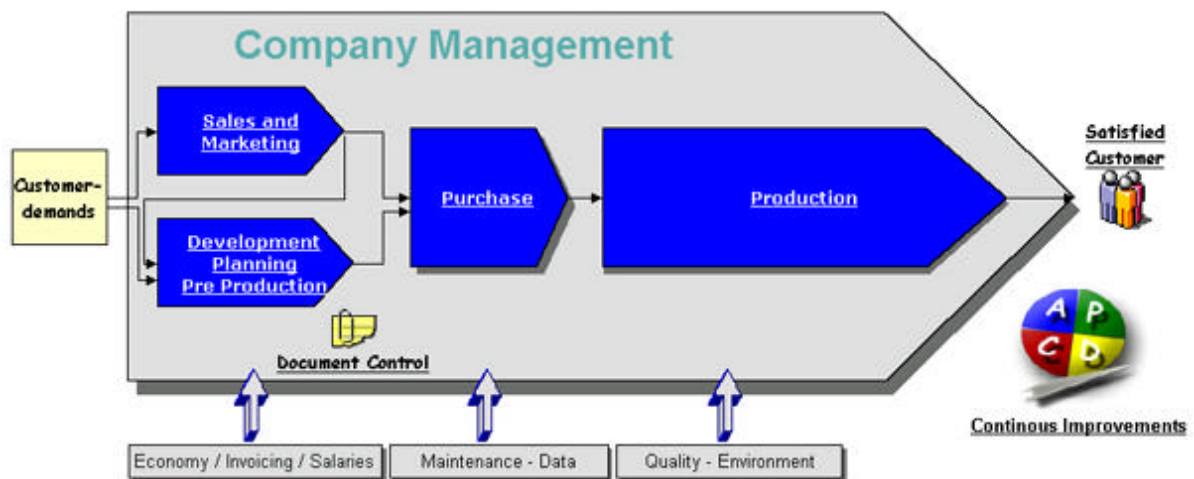 Company Management
Sales and
Marketing
Customer-
demands
Purchase
Production
Satisfied
Customer
Development
Planning
Pre Production
Document Control
A P
C D
Continous Improvements
Economy / Invoicing / Salaries
Maintenance - Data
Quality - Environment